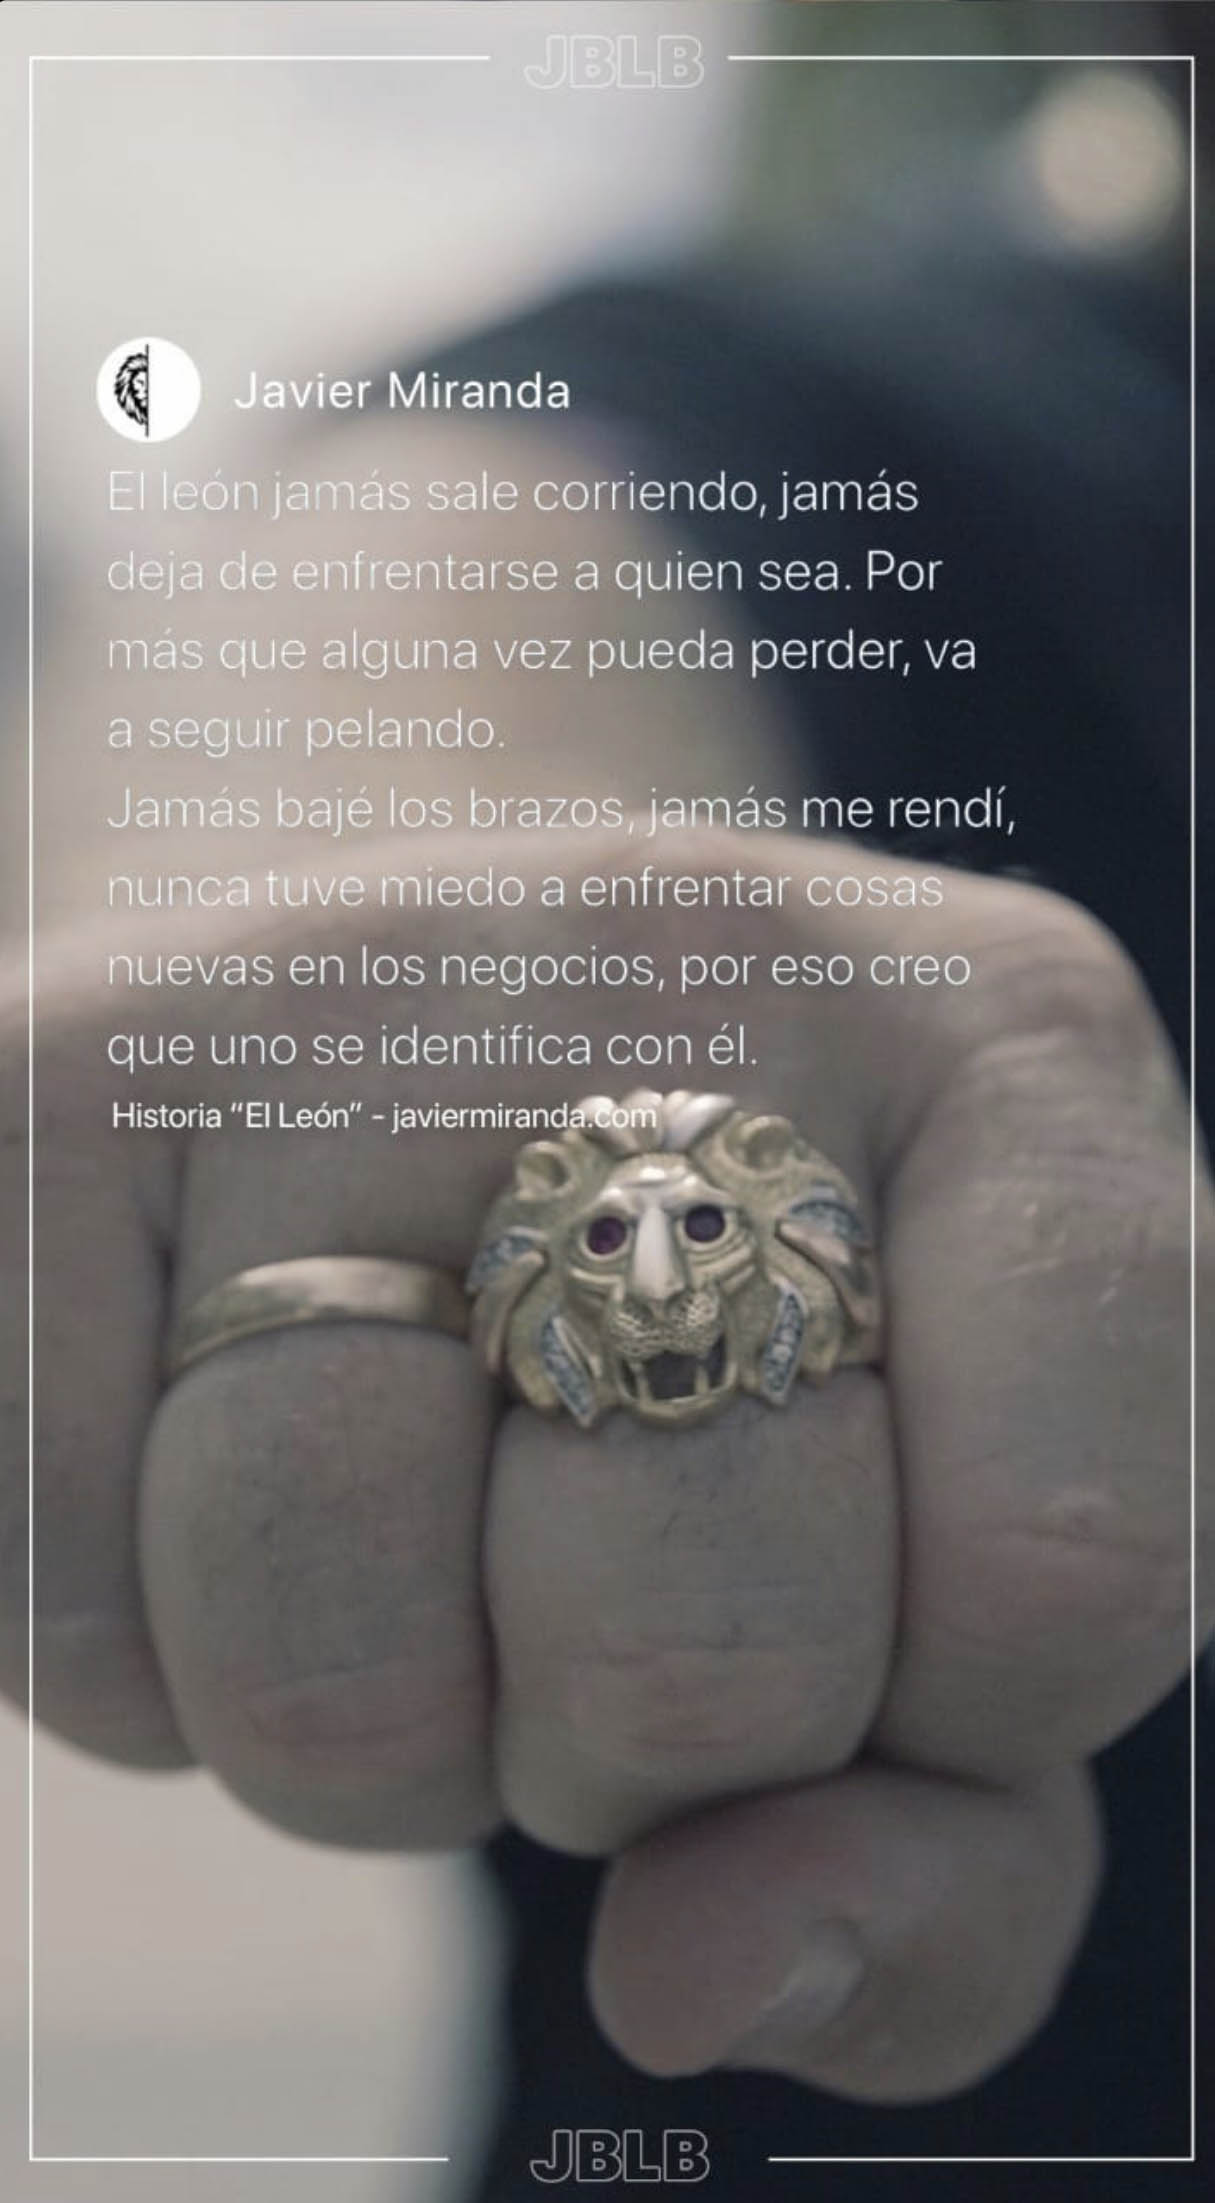 JBLB
Javier Miranda
El león jamás sale corriendo, jamás
deja de enfrentarse a quien sea. Por
más que alguna vez pueda perder, va
a seguir pelando.
Jamás bajé los brazos, jamás me rendí,
nunca tuve miedo a enfrentar cosas
nuevas en los negocios, por eso creo
que uno se identifica con él.
Historia “El León” - javiermiranda.com
JBLB